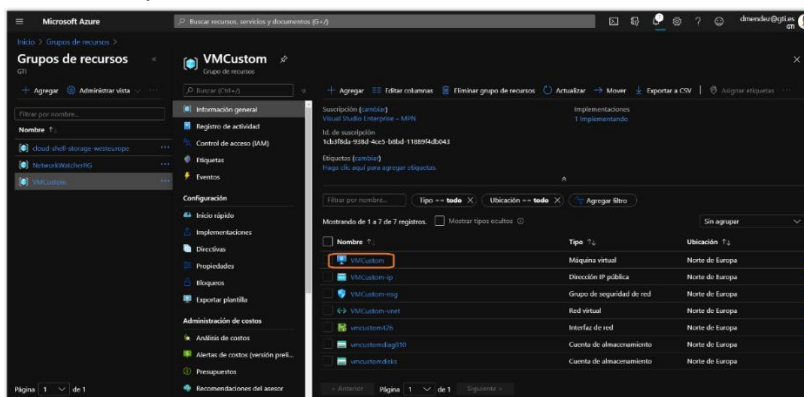 Microsoft Azure
Buscar recursos, servicios y documentos (G+/)
dmendez@gti.es
GTI
Inicio > Grupos de recursos >
Grupos de recursos
GTI
Agregar
Administrar vista
Filtrar por nombre...
Nombre ↑↓
cloud-shell-storage-westeurope
NetworkWatcherRG
VMCustom
Página 1 de 1
VMCustom
Grupo de recursos
Buscar (Ctrl+/)
Información general
Registro de actividad
Control de acceso (IAM)
Etiquetas
Eventos
Configuración
Inicio rápido
Implementaciones
Directivas
Propiedades
Bloqueos
Exportar plantilla
Administración de costos
Análisis de costos
Alertas de costos (versión preli...
Presupuestos
Recomendaciones del asesor
Agregar
Editar columnas
Eliminar grupo de recursos
Actualizar
Mover
Exportar a CSV
Asignar etiquetas
Suscripción (cambiar)
Visual Studio Enterprise – MPN
Id. de suscripción
Etiquetas (cambiar)
Haga clic aquí para agregar etiquetas.
Implementaciones
1 Implementando
Filtrar por nombre...
Tipo == todo
Ubicación == todo
Agregar filtro
Mostrando de 1 a 7 de 7 registros.
Mostrar tipos ocultos
Sin agrupar
Nombre ↑ Tipo ↑↓ Ubicación ↑↓
VMCustom Máquina virtual Norte de Europa
VMCustom-ip Dirección IP pública Norte de Europa
VMCustom-nsg Grupo de seguridad de red Norte de Europa
VMCustom-vnet Red virtual Norte de Europa
vmcustom426 Interfaz de red Norte de Europa
vmcustomdiag810 Cuenta de almacenamiento Norte de Europa
vmcustomdisks Cuenta de almacenamiento Norte de Europa
< Anterior Página 1 de 1 Siguiente >